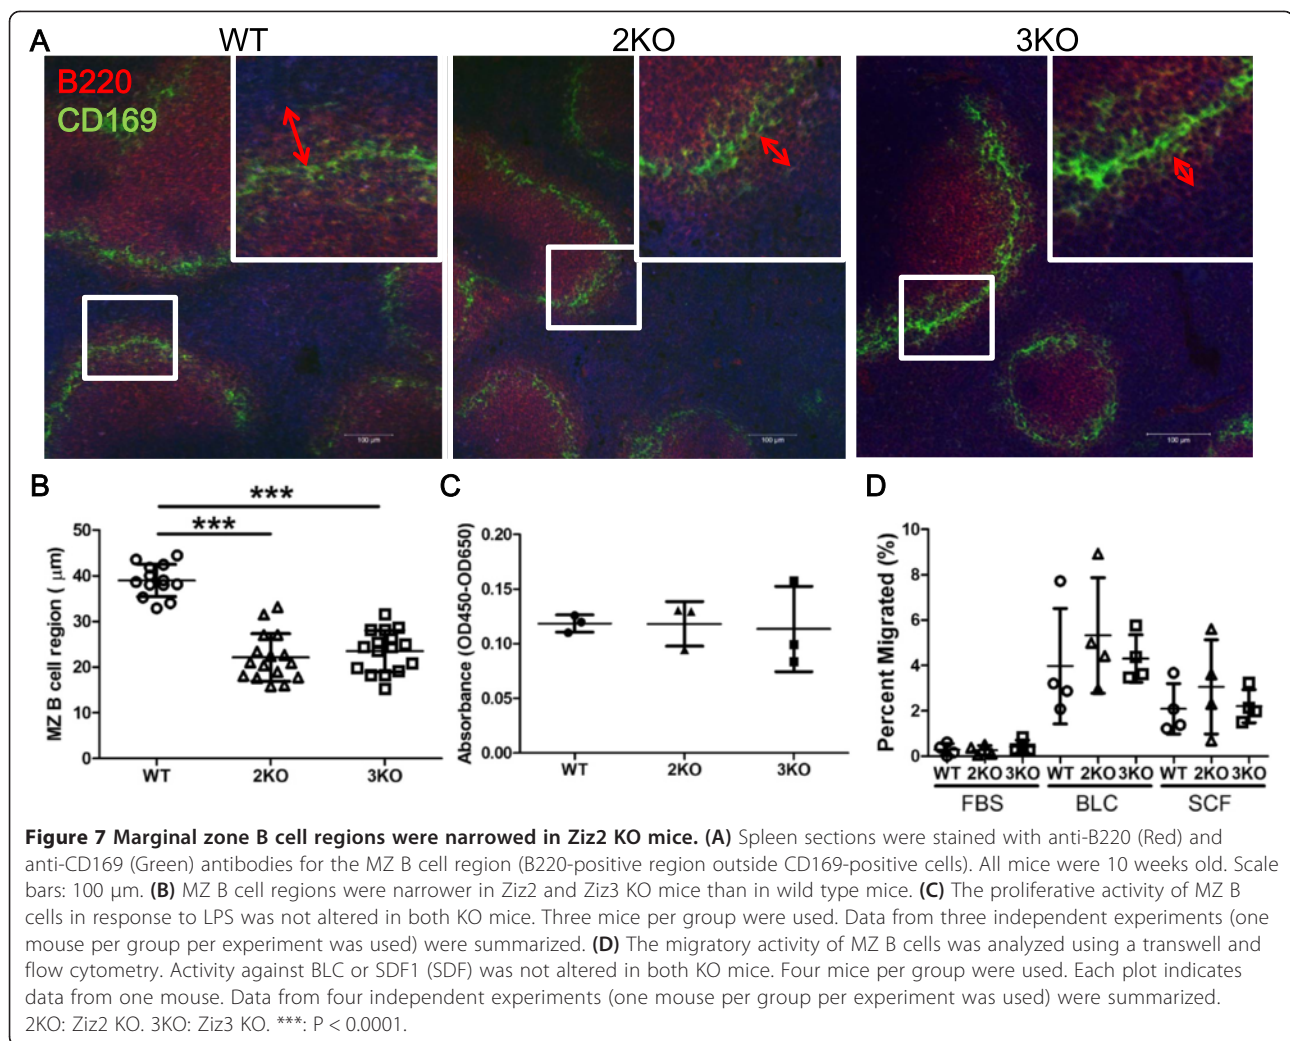 A
WT
2KO
3KO
B220
CD169
100 µm
100 µm
100 µm
B
***
***
MZ B cell region ( µm)
50
40
30
20
10
0
WT
2KO
3KO
C
Absorbance (OD450-OD650)
0.20
0.15
0.10
0.05
0.00
WT
2KO
3KO
D
Percent Migrated (%)
10
8
6
4
2
0
WT 2KO 3KO WT 2KO 3KO WT 2KO 3KO
FBS
BLC
SCF
Figure 7 Marginal zone B cell regions were narrowed in Ziz2 KO mice. (A) Spleen sections were stained with anti-B220 (Red) and
anti-CD169 (Green) antibodies for the MZ B cell region (B220-positive region outside CD169-positive cells). All mice were 10 weeks old. Scale
bars: 100 µm. (B) MZ B cell regions were narrower in Ziz2 and Ziz3 KO mice than in wild type mice. (C) The proliferative activity of MZ B
cells in response to LPS was not altered in both KO mice. Three mice per group were used. Data from three independent experiments (one
mouse per group per experiment was used) were summarized. (D) The migratory activity of MZ B cells was analyzed using a transwell and
flow cytometry. Activity against BLC or SDF1 (SDF) was not altered in both KO mice. Four mice per group were used. Each plot indicates
data from one mouse. Data from four independent experiments (one mouse per group per experiment was used) were summarized.
2KO: Ziz2 KO. 3KO: Ziz3 KO. ***: P < 0.0001.